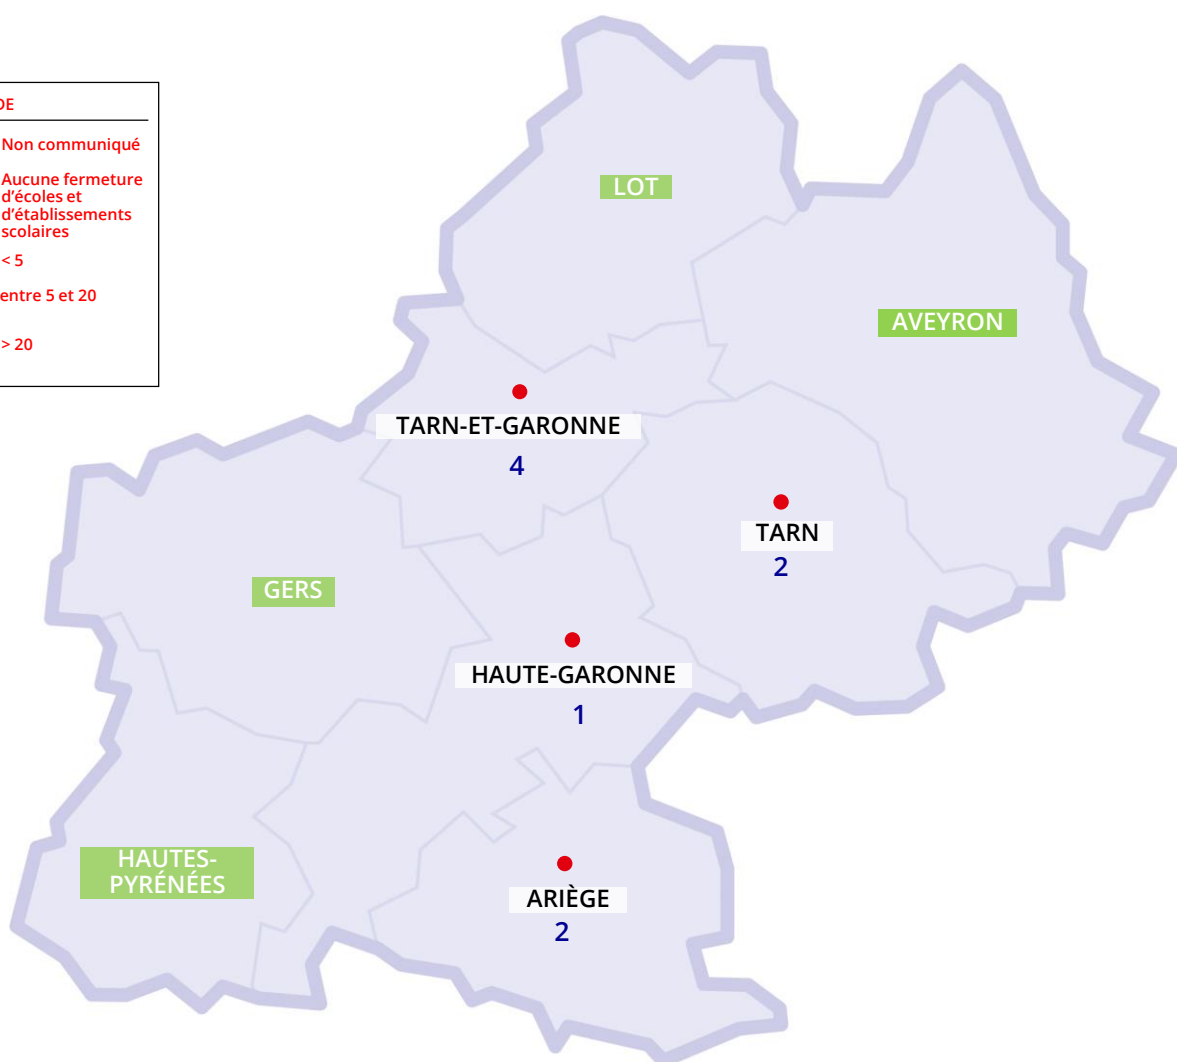 DE
Non communiqué
Aucune fermeture
d'écoles et
d'établissements
scolaires
< 5
entre 5 et 20
> 20
LOT
AVEYRON
TARN-ET-GARONNE
4
TARN
2
GERS
HAUTE-GARONNE
1
HAUTES-
PYRÉNÉES
ARIÈGE
2